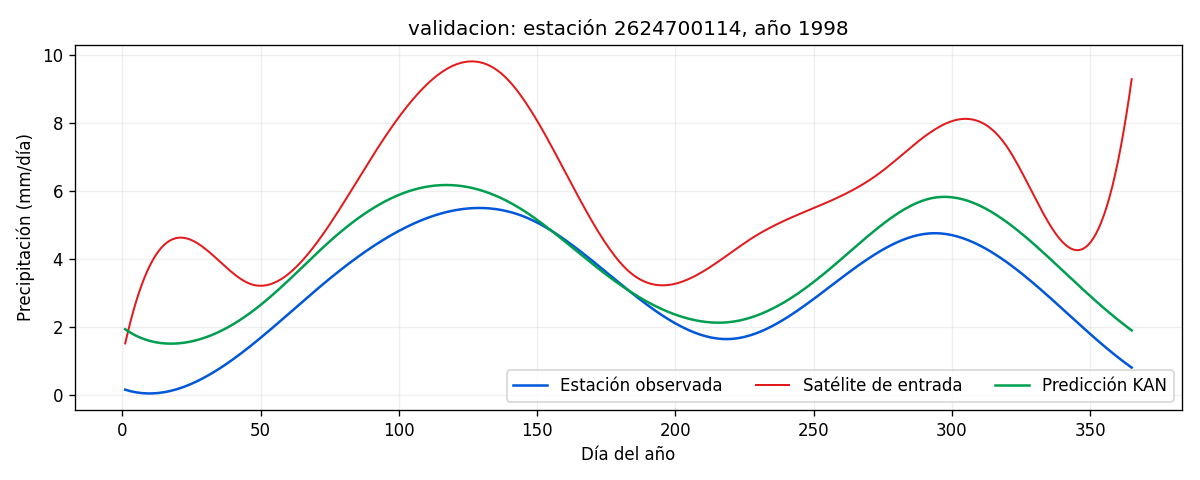 validacion: estación 2624700114, año 1998
Precipitación (mm/día)
10
8
6
4
2
0
Estación observada
Satélite de entrada
Predicción KAN
0 50 100 150 200 250 300 350
Día del año